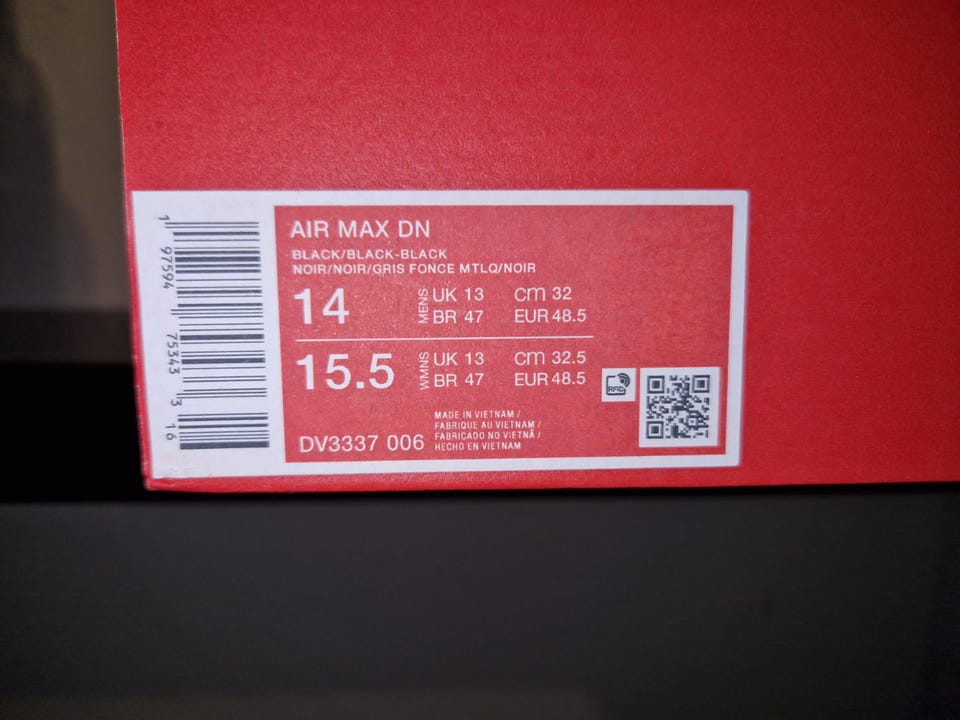 AIR MAX DN
BLACK/BLACK-BLACK
NOIR/NOIR/GRIS FONCE MTLQ/NOIR
14 MENS UK 13 cm 32
BR 47 EUR 48.5
15.5 WMNS UK 13 cm 32.5
BR 47 EUR 48.5
RFID
MADE IN VIETNAM /
FABRIQUE AU VIETNAM /
FABRICADO NO VIETNÃ /
HECHO EN VIETNAM
DV3337 006
1 97594 75343 3 16